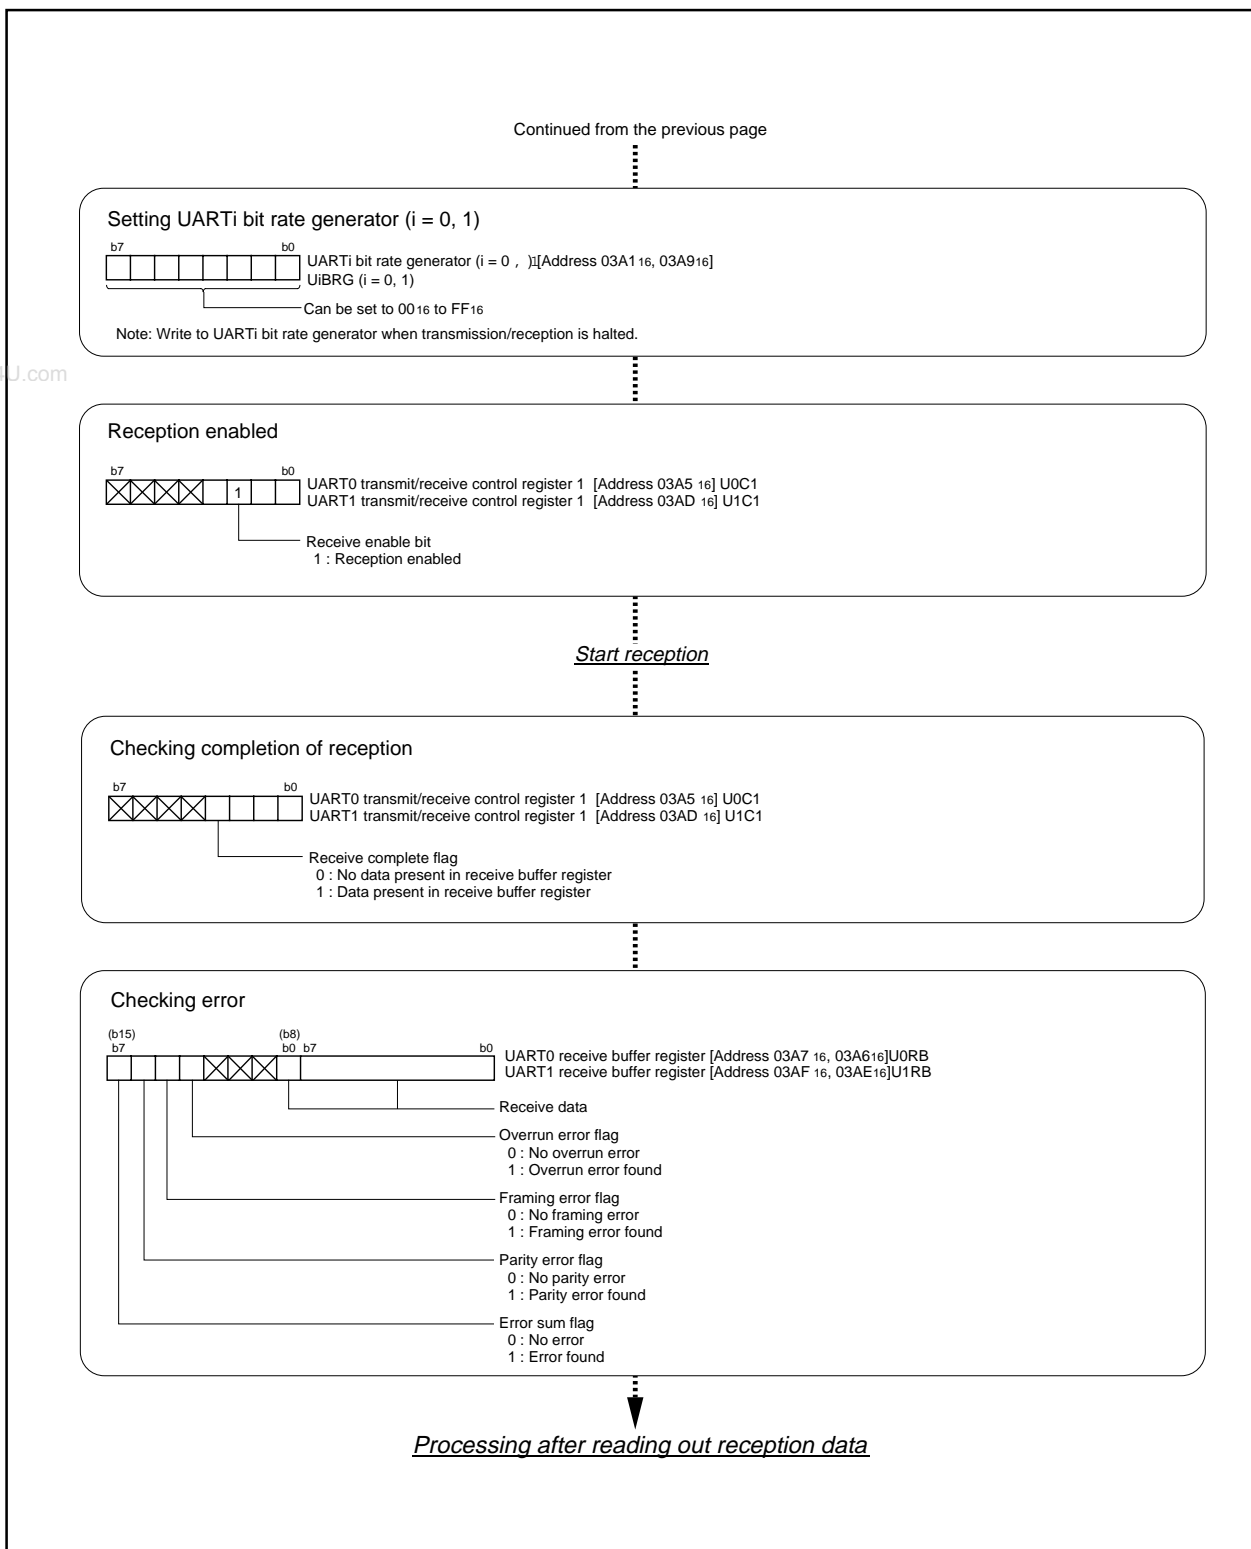 Continued from the previous page
Setting UARTi bit rate generator (i = 0, 1)
b7 b0
UARTi bit rate generator (i = 0 , )1[Address 03A1 16, 03A916]
UiBRG (i = 0, 1)
Can be set to 0016 to FF16
Note: Write to UARTi bit rate generator when transmission/reception is halted.
4U.com
Reception enabled
b7 b0
1
UART0 transmit/receive control register 1 [Address 03A5 16] U0C1
UART1 transmit/receive control register 1 [Address 03AD 16] U1C1
Receive enable bit
1 : Reception enabled
Start reception
Checking completion of reception
b7 b0
UART0 transmit/receive control register 1 [Address 03A5 16] U0C1
UART1 transmit/receive control register 1 [Address 03AD 16] U1C1
Receive complete flag
0 : No data present in receive buffer register
1 : Data present in receive buffer register
Checking error
(b15) (b8)
b7 b0 b7 b0
UART0 receive buffer register [Address 03A7 16, 03A616]U0RB
UART1 receive buffer register [Address 03AF 16, 03AE16]U1RB
Receive data
Overrun error flag
0 : No overrun error
1 : Overrun error found
Framing error flag
0 : No framing error
1 : Framing error found
Parity error flag
0 : No parity error
1 : Parity error found
Error sum flag
0 : No error
1 : Error found
Processing after reading out reception data